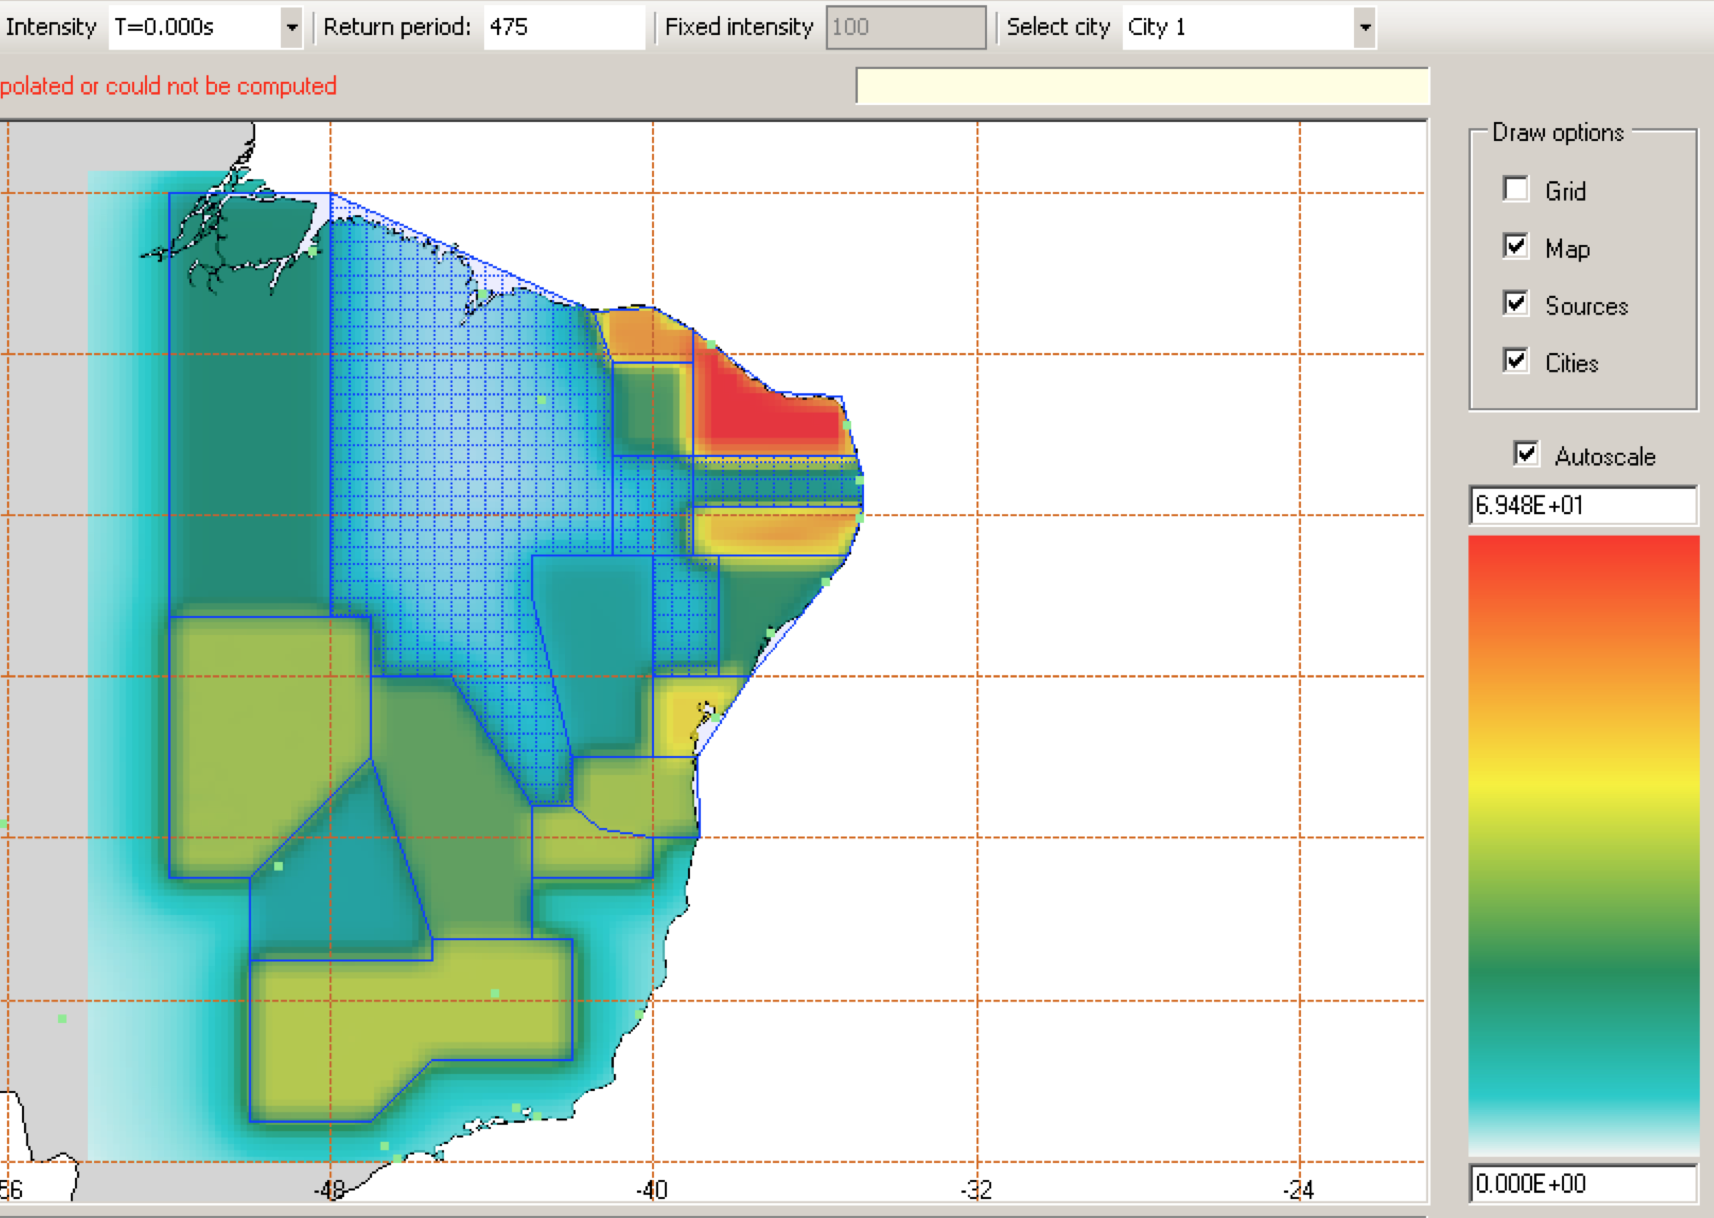 Intensity T=0.000s Return period: 475 Fixed intensity 100 Select city City 1
polated or could not be computed
Draw options
Grid
Map
Sources
Cities
Autoscale
6.948E+01
0.000E+00
56 -48 -40 -32 -24